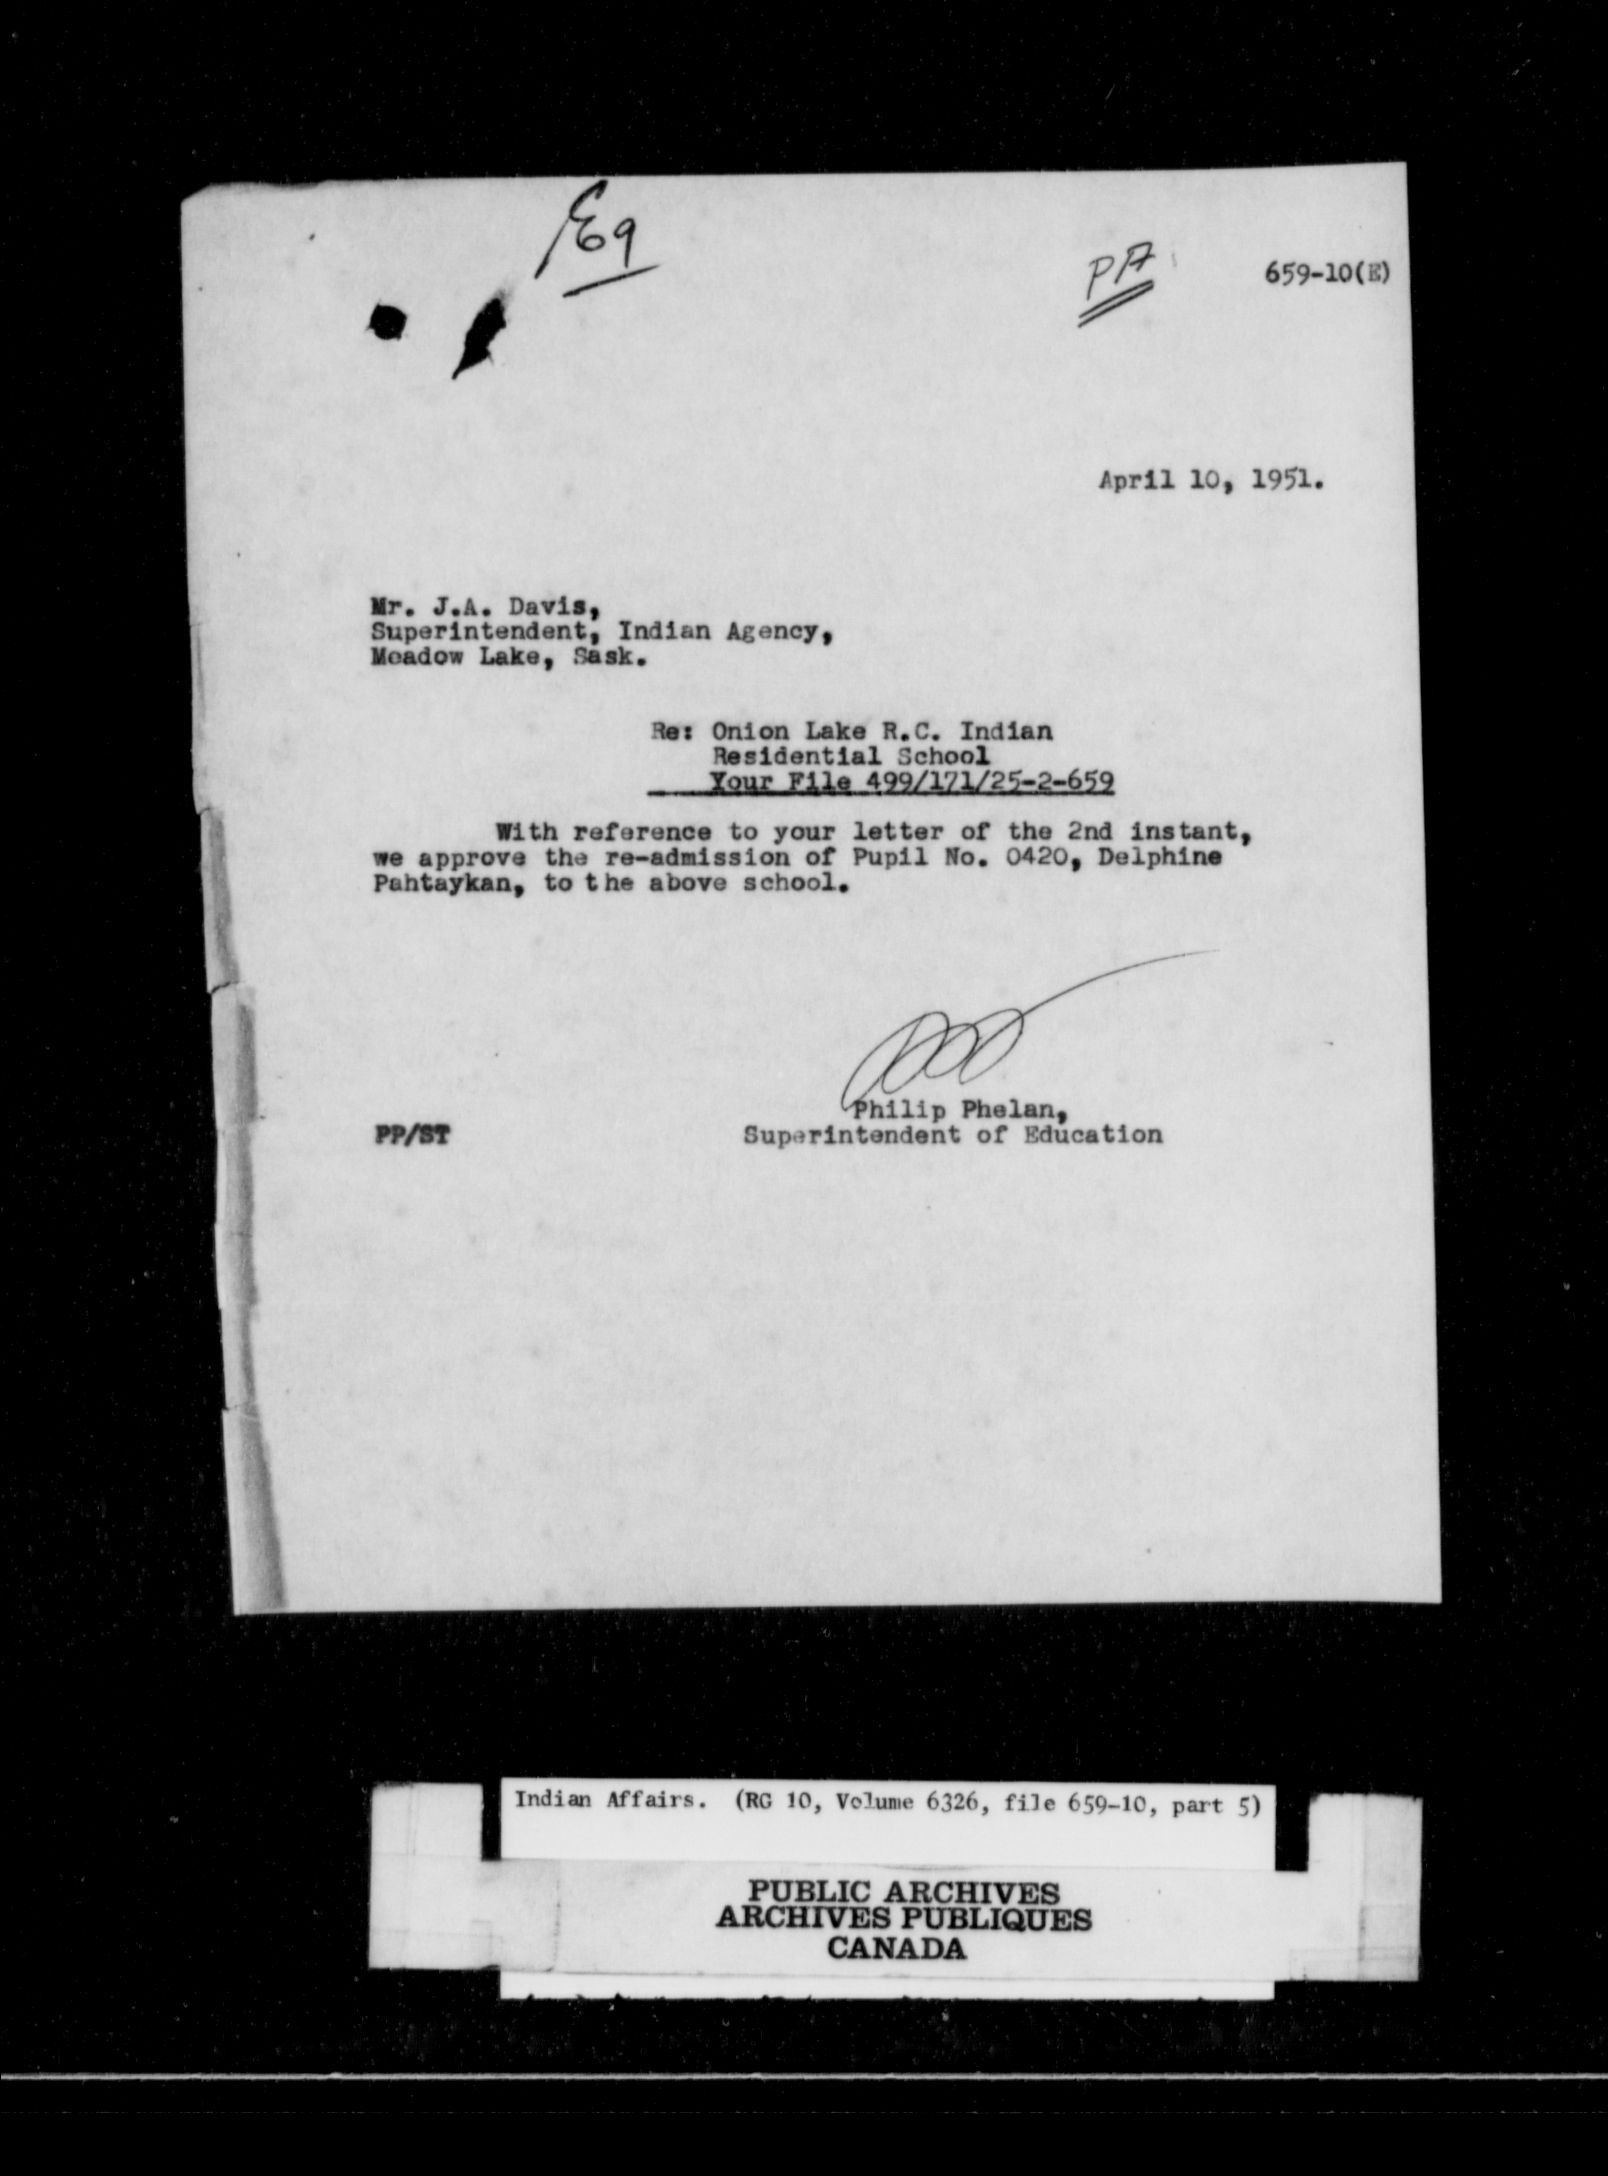 E9
PA
659-10(E)
April 10, 1951.
Mr. J.A. Davis,
Superintendent, Indian Agency,
Meadow Lake, Sask.
Re: Onion Lake R.C. Indian
Residential School
Your File 499/171/25-2-659
With reference to your letter of the 2nd instant,
we approve the re-admission of Pupil No. 0420, Delphine
Pahtaykan, to the above school.
Philip Phelan,
PP/ST Superintendent of Education
Indian Affairs. (RG 10, Volume 6326, file 659-10, part 5)
PUBLIC ARCHIVES
ARCHIVES PUBLIQUES
CANADA